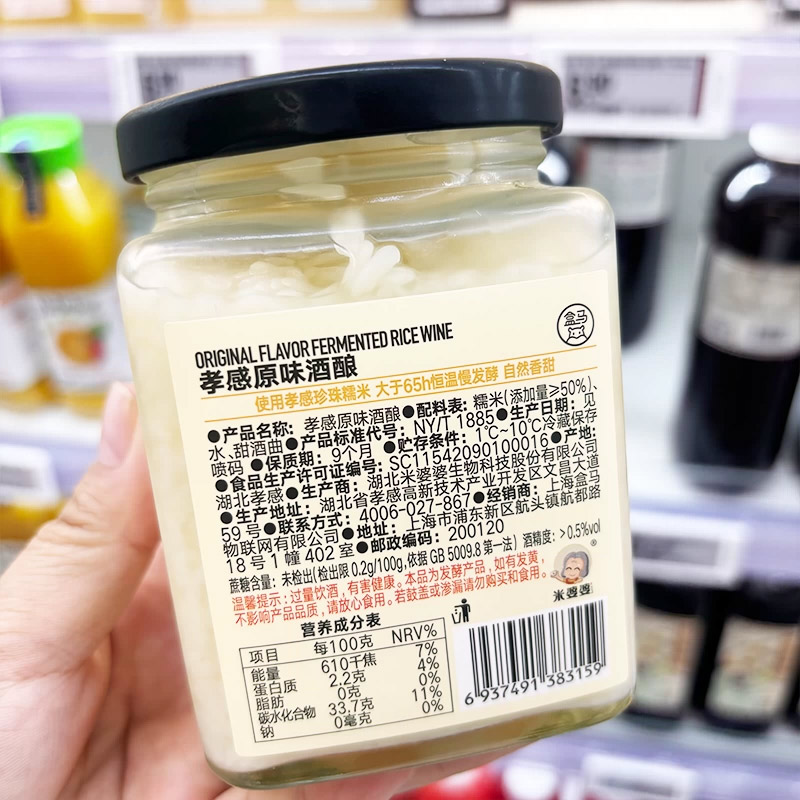 盒马
ORIGINAL FLAVOR FERMENTED RICE WINE
孝感原味酒酿
使用孝感珍珠糯米 大于65h恒温慢发酵 自然香甜
●产品名称：孝感原味酒酿●配料表：糯米(添加量≥50%)、
水、甜酒曲●产品标准代号：NY/T 1885●生产日期：见
喷码 ●保质期：9个月 ●贮存条件：1℃~10℃冷藏保存
●食品生产许可证编号：SC11542090100016●产地：
湖北孝感●生产商：湖北米婆婆生物科技股份有限公司
●生产地址：湖北省孝感高新技术产业开发区文昌大道
59号●联系方式：4006-027-867●经销商：上海盒马
物联网有限公司●地址：上海市浦东新区航头镇航都路
18号1幢402室●邮政编码：200120
蔗糖含量：未检出(检出限0.2g/100g,依据GB 5009.8 第一法) 酒精度：>0.5%vol
温馨提示：过量饮酒，有害健康。本品为发酵产品，如有发黄，
不影响产品品质，请放心食用。若鼓盖或渗漏请勿购买和食用。
®
米婆婆
营养成分表
项目 每100克 NRV%
能量 610千焦 7%
蛋白质 2.2克 4%
脂肪 0克 0%
碳水化合物 33.7克 11%
钠 0毫克 0%
6 937491 383159